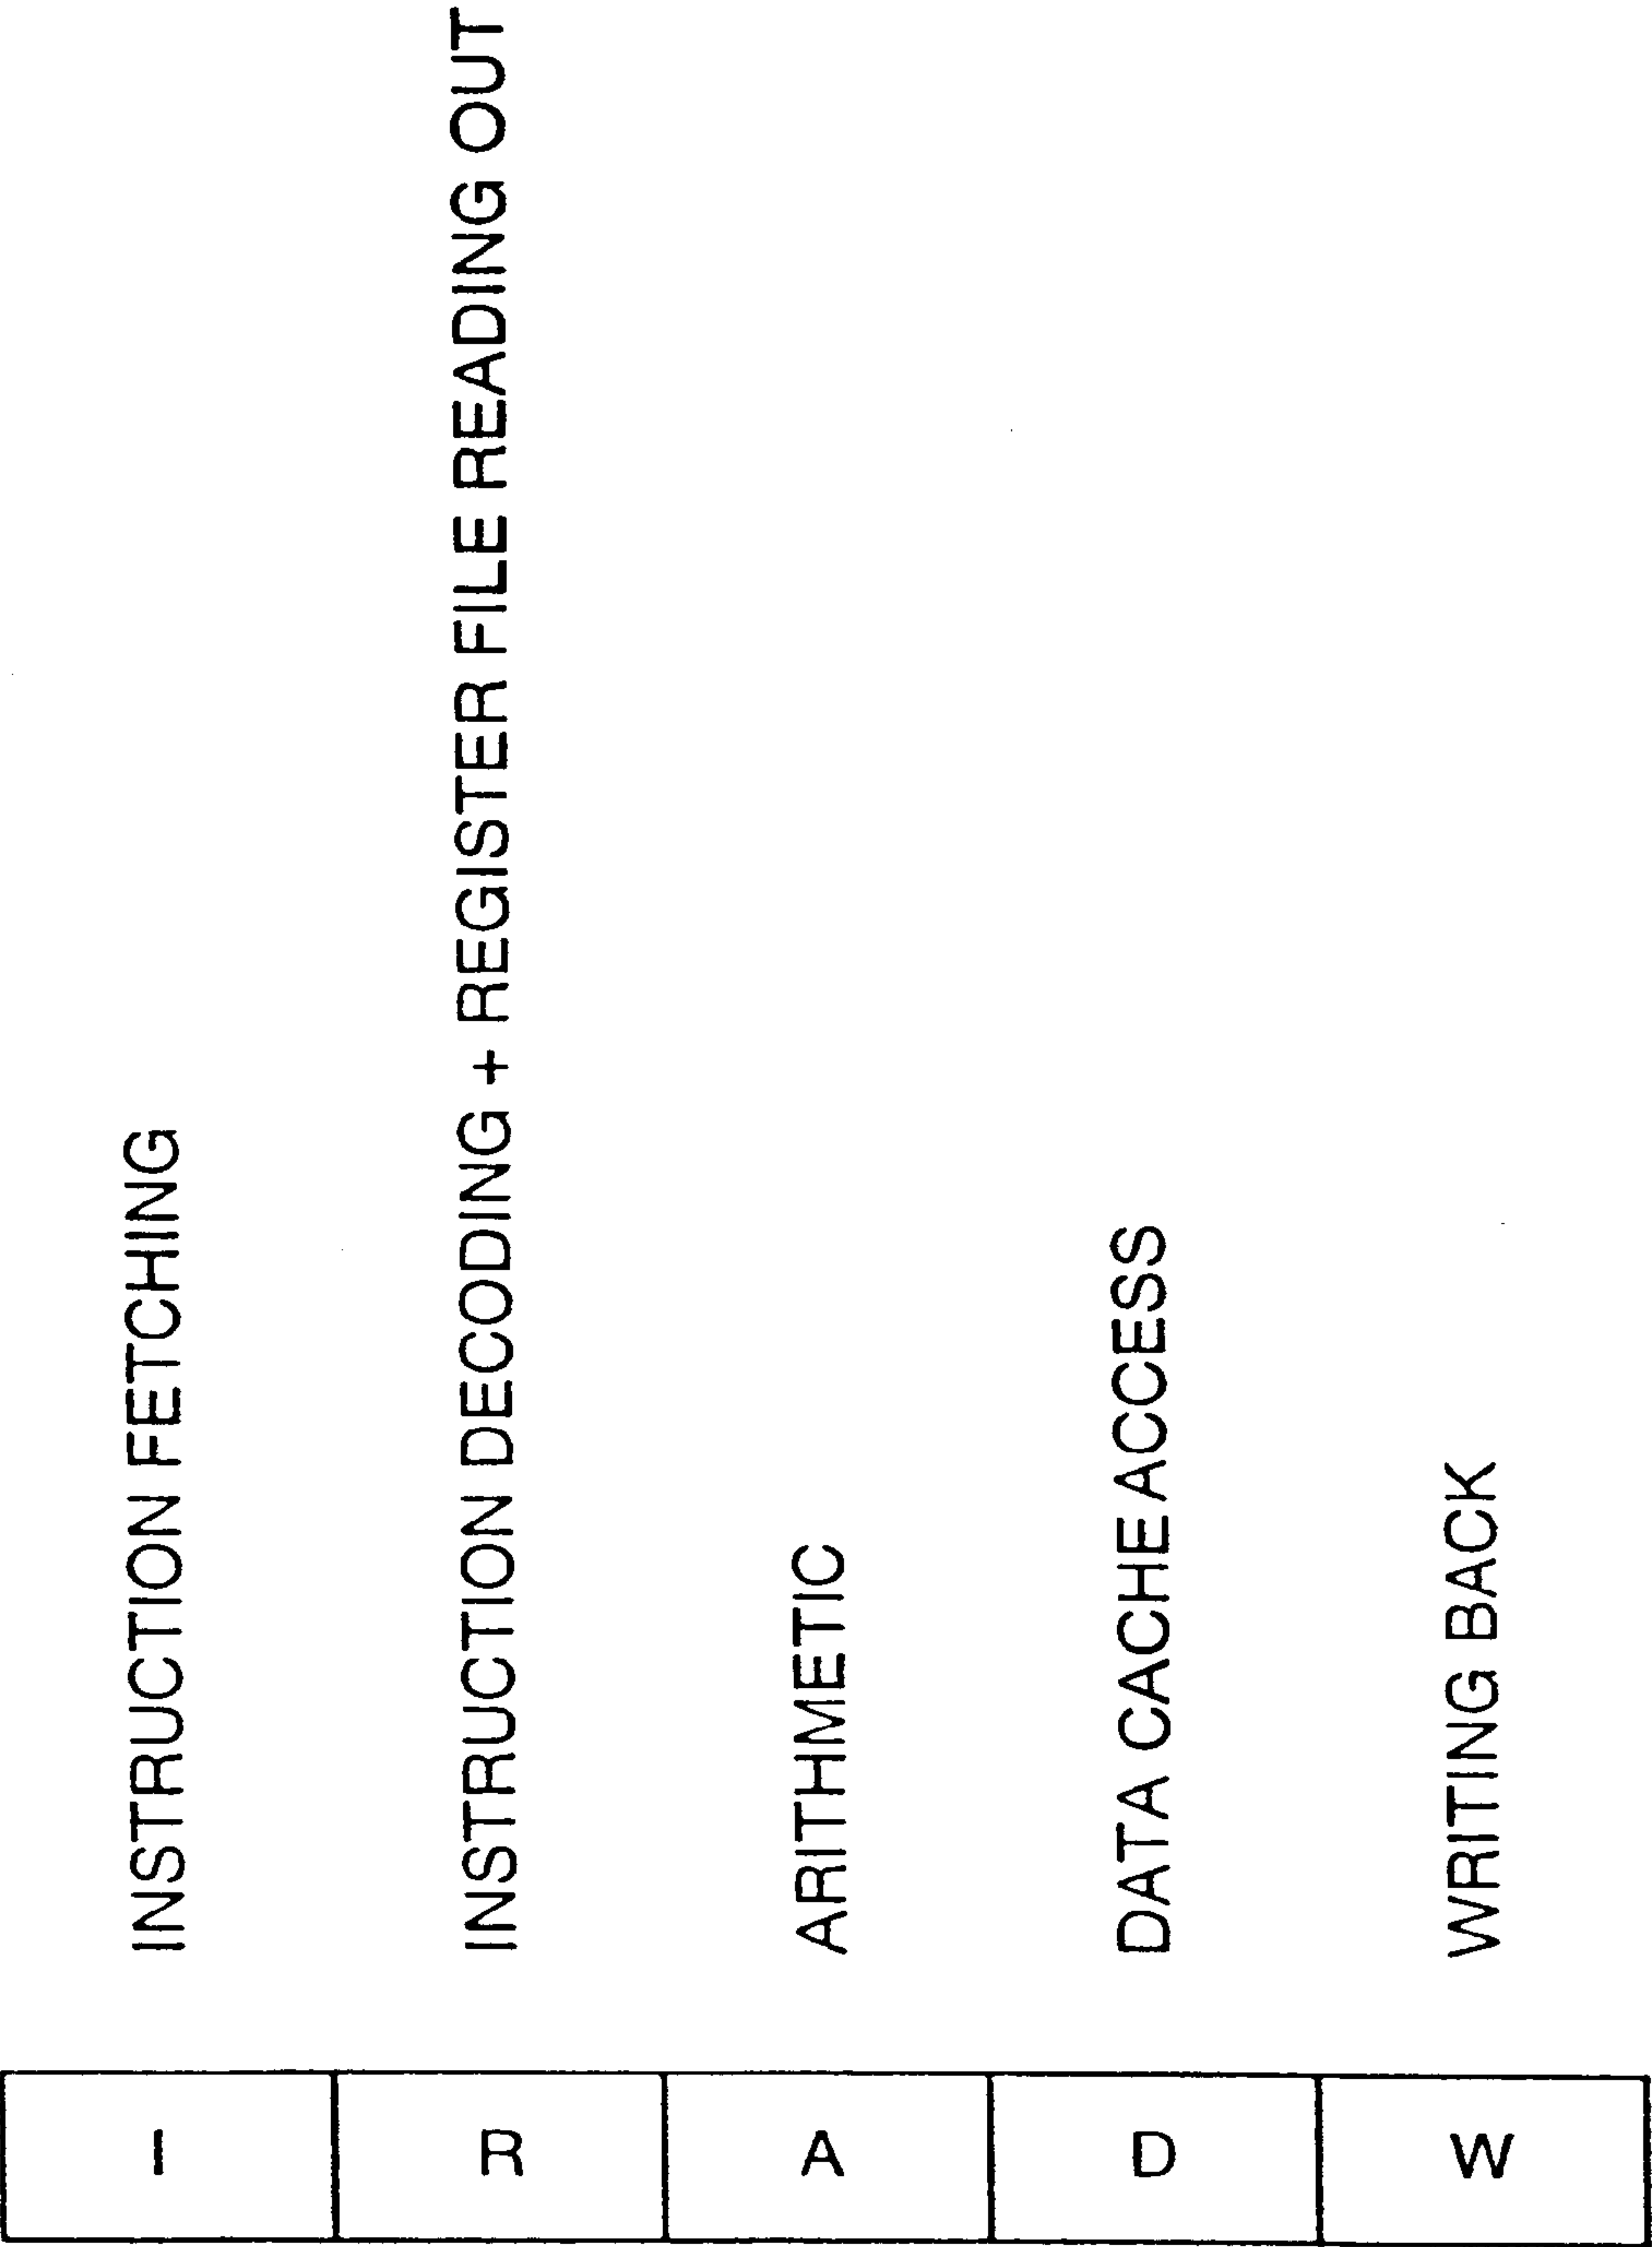 I
R
A
D
W
INSTRUCTION FETCHING
INSTRUCTION DECODING + REGISTER FILE READING OUT
ARITHMETIC
DATA CACHE ACCESS
WRITING BACK